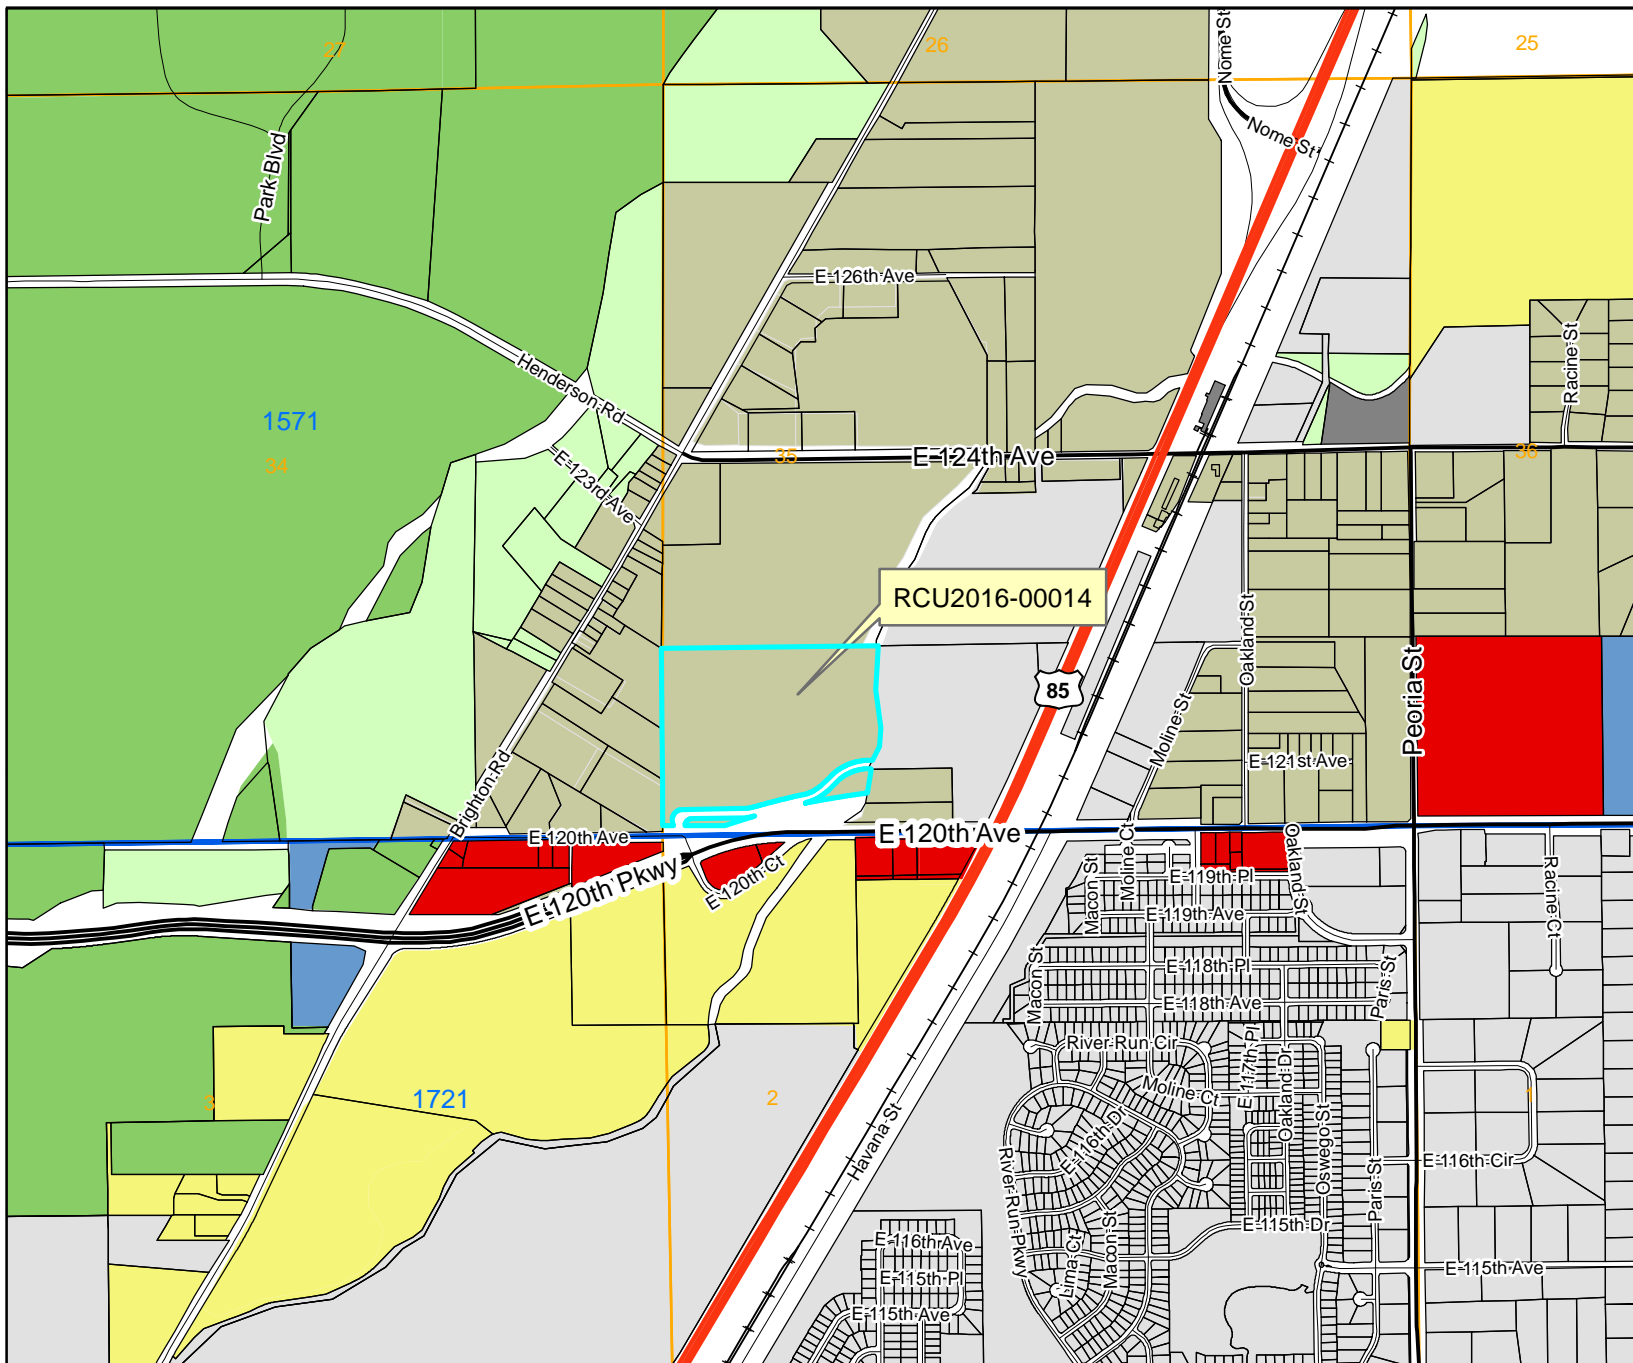 27
26
25
Nome St
Nome St
Park Blvd
E 126th Ave
Henderson Rd
Racine St
1571
34
35
E 124th Ave
36
E 123rd Ave
RCU2016-00014
Oakland St
85
Peoria St
Moline St
E 121st Ave
Brighton Rd
E 120th Ave
E 120th Ave
E 120th Pkwy
E 120th Ct
Macon St
Moline Ct
Oakland St
E 119th Pl
E 119th Ave
Racine Ct
E 118th Pl
Macon St
Paris St
E 118th Ave
River Run Cir
E 117th Pl
Oakland Dr
Moline Ct
3
1721
2
1
Havana St
E 116th Dr
Oswego St
River Run Pkwy
Paris St
E 116th Cir
Macon St
E 115th Dr
Lima Ct
E 116th Ave
E 115th Pl
E 115th Ave
E 115th Ave